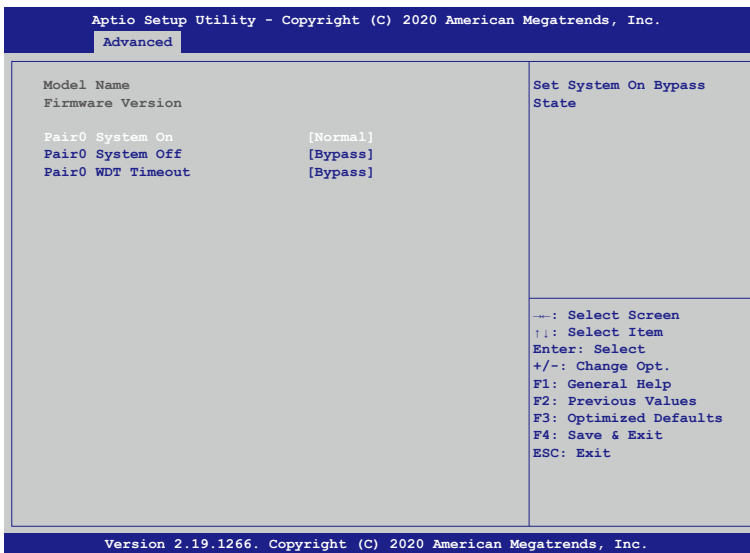 Aptio Setup Utility - Copyright (C) 2020 American Megatrends, Inc.
Advanced
Model Name
Firmware Version
Pair0 System On [Normal]
Pair0 System Off [Bypass]
Pair0 WDT Timeout [Bypass]
Set System On Bypass
State
→←: Select Screen
↑↓: Select Item
Enter: Select
+/-: Change Opt.
F1: General Help
F2: Previous Values
F3: Optimized Defaults
F4: Save & Exit
ESC: Exit
Version 2.19.1266. Copyright (C) 2020 American Megatrends, Inc.